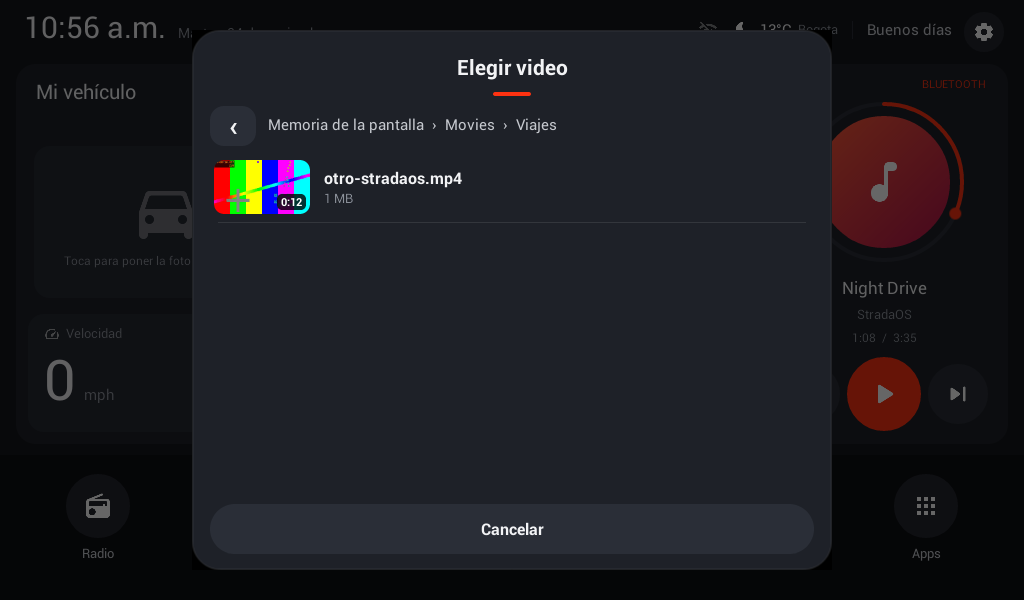 10:56 a.m.
13°C Bogota
Buenos días
Mi vehículo
Toca para poner la foto
Velocidad
0 mph
Elegir video
‹
Memoria de la pantalla › Movies › Viajes
0:12
otro-stradaos.mp4
1 MB
Cancelar
BLUETOOTH
Night Drive
StradaOS
1:08 / 3:35
Radio
Apps